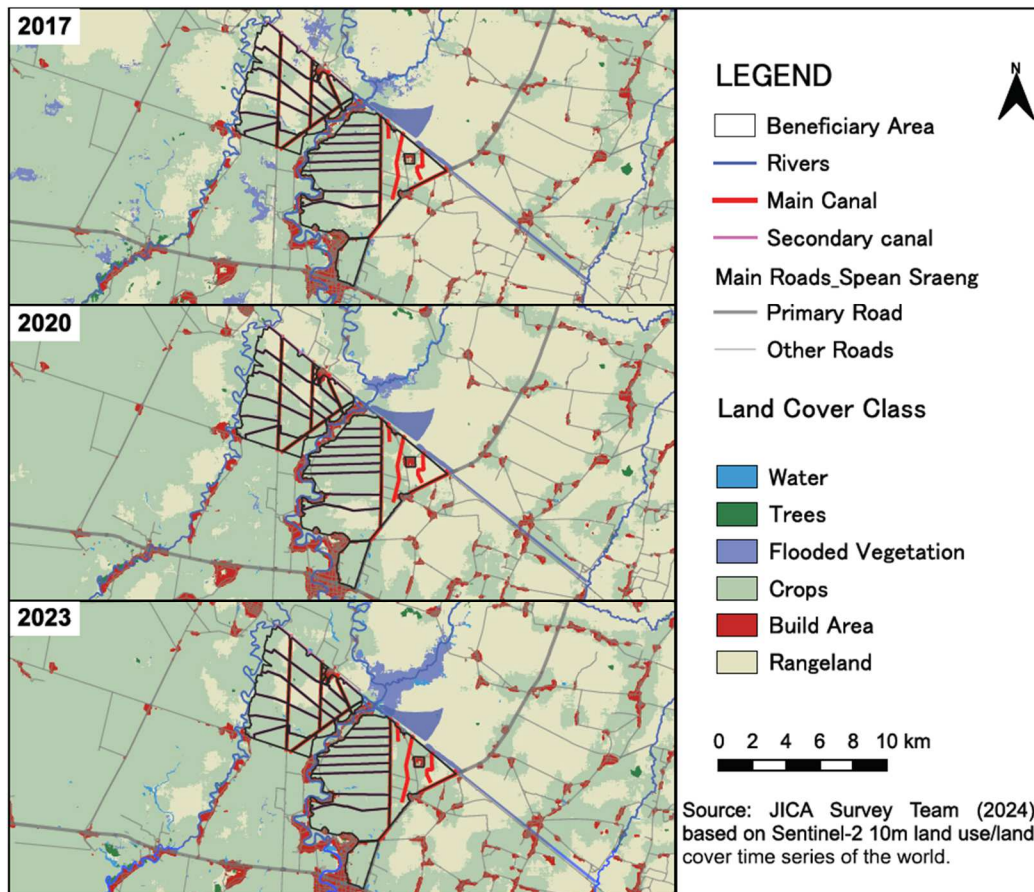 2017
2020
2023
LEGEND
N
Beneficiary Area
Rivers
Main Canal
Secondary canal
Main Roads_Spean Sraeng
Primary Road
Other Roads
Land Cover Class
Water
Trees
Flooded Vegetation
Crops
Build Area
Rangeland
0 2 4 6 8 10 km
Source: JICA Survey Team (2024)
based on Sentinel-2 10m land use/land
cover time series of the world.